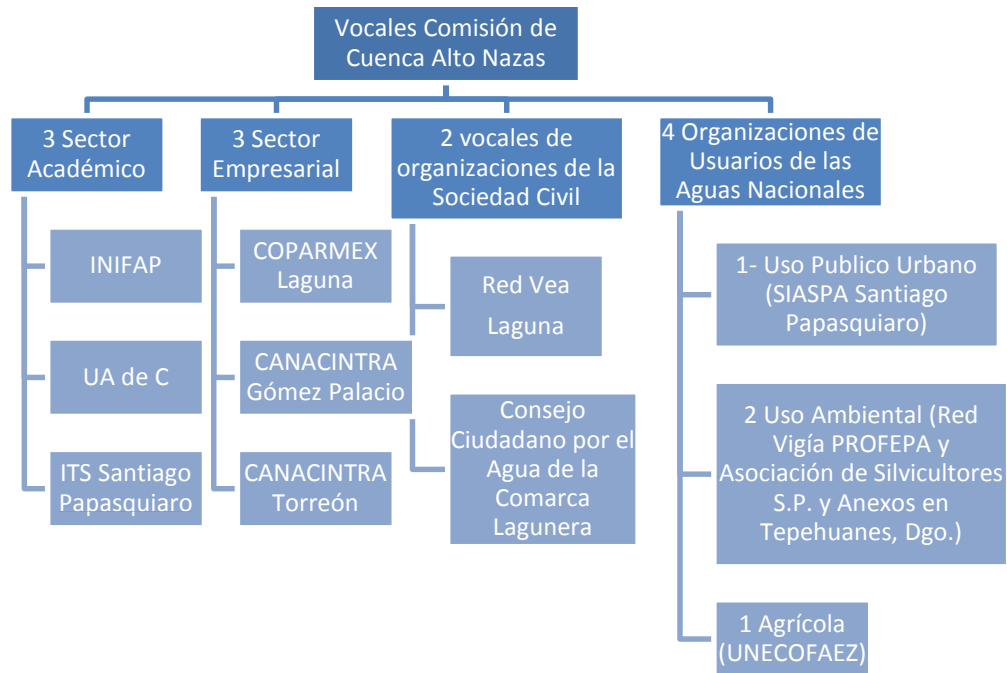 Vocales Comisión de
Cuenca Alto Nazas
3 Sector
Académico
INIFAP
UA de C
ITS Santiago
Papasquiaro
3 Sector
Empresarial
COPARMEX
Laguna
CANACINTRA
Gómez Palacio
CANACINTRA
Torreón
2 vocales de
organizaciones de la
Sociedad Civil
Red Vea
Laguna
Consejo
Ciudadano por el
Agua de la
Comarca
Lagunera
4 Organizaciones de
Usuarios de las
Aguas Nacionales
1- Uso Publico Urbano
(SIASPA Santiago
Papasquiaro)
2 Uso Ambiental (Red
Vigía PROFEPA y
Asociación de Silvicultores
S.P. y Anexos en
Tepehuanes, Dgo.)
1 Agrícola
(UNECOFAEZ)